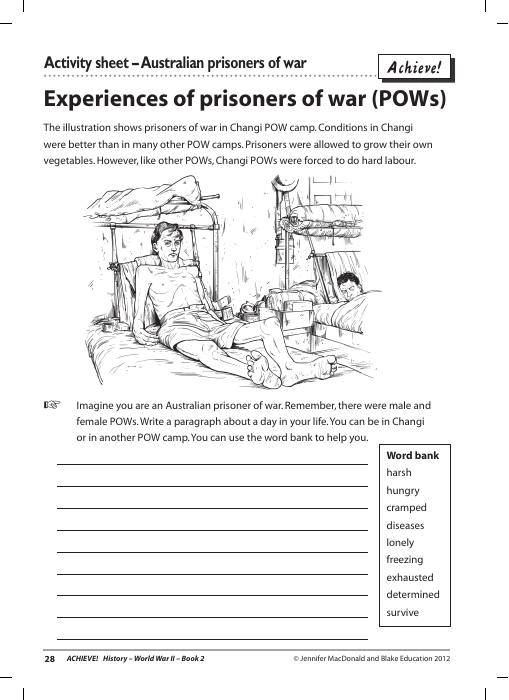 Activity sheet – Australian prisoners of war
Achieve!
Experiences of prisoners of war (POWs)
The illustration shows prisoners of war in Changi POW camp. Conditions in Changi
were better than in many other POW camps. Prisoners were allowed to grow their own
vegetables. However, like other POWs, Changi POWs were forced to do hard labour.
Imagine you are an Australian prisoner of war. Remember, there were male and
female POWs. Write a paragraph about a day in your life. You can be in Changi
or in another POW camp. You can use the word bank to help you.
Word bank
harsh
hungry
cramped
diseases
lonely
freezing
exhausted
determined
survive
28 ACHIEVE! History – World War II – Book 2 © Jennifer MacDonald and Blake Education 2012